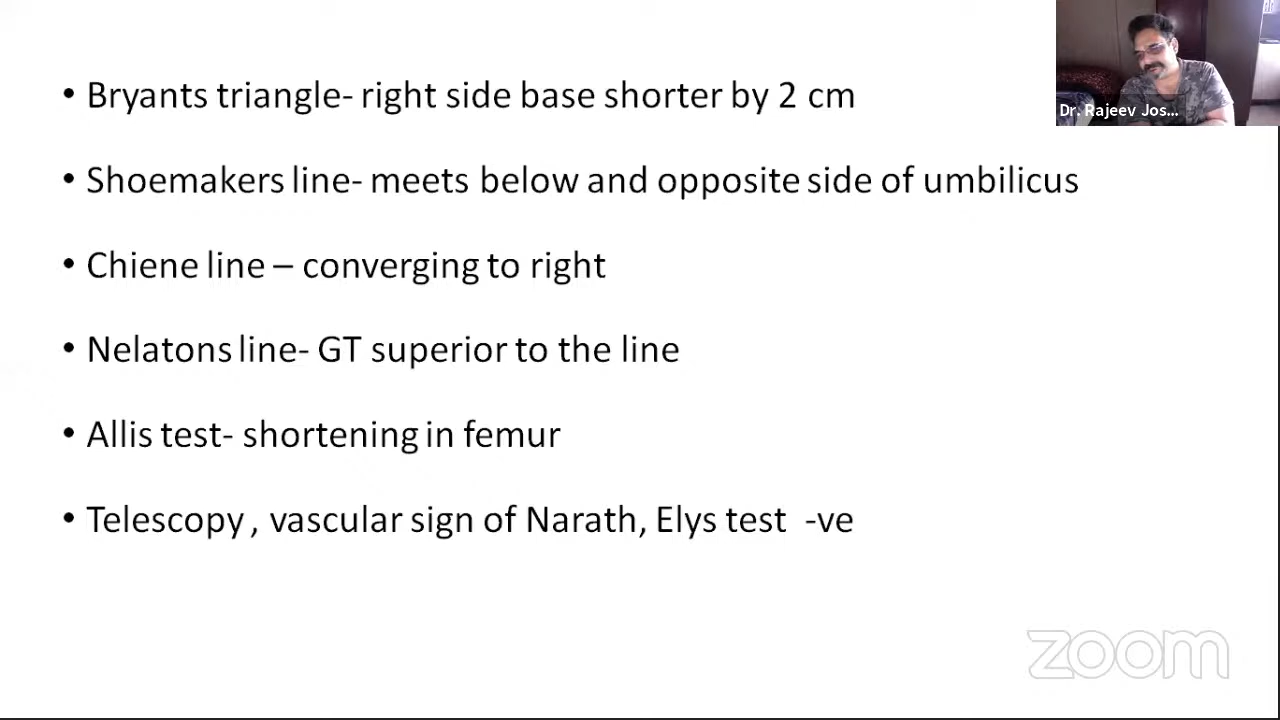 • Bryants triangle- right side base shorter by 2 cm
Dr. Rajeev Jos...
• Shoemakers line- meets below and opposite side of umbilicus
• Chiene line – converging to right
• Nelatons line- GT superior to the line
• Allis test- shortening in femur
• Telescopy , vascular sign of Narath, Elys test -ve
zoom